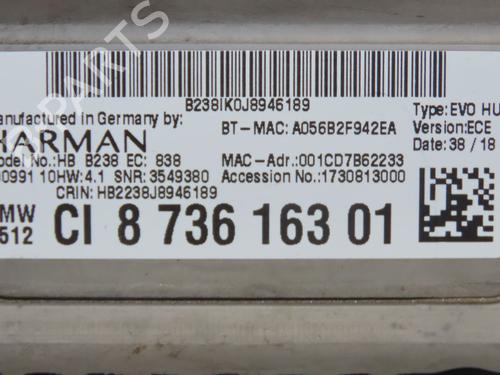 B238IK0J8946189
anufactured in Germany by: Type: EVO HU
HARMAN BT-MAC: A056B2F942EA Version: ECE
odel No.: HB B238 EC: 838 MAC-Adr.:001CD7B62233 Date: 38 / 18
00991 10HW: 4.1 SNR: 3549380 Accession No.:1730813000
CRIN: HB2238J8946189
MW
512 CI 8 736 163 01